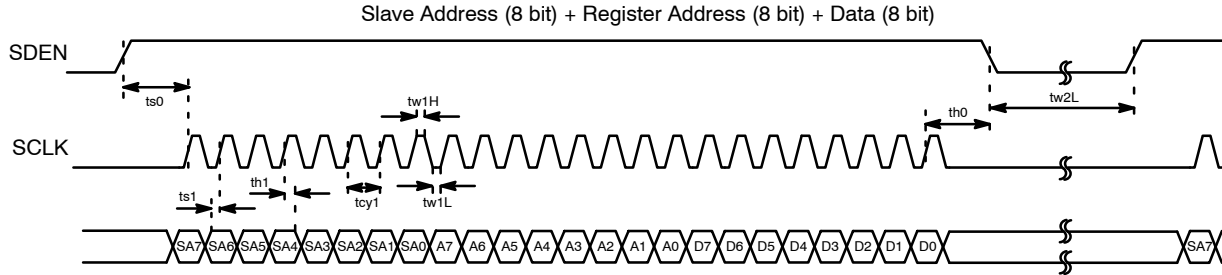 Slave Address (8 bit) + Register Address (8 bit) + Data (8 bit)
SDEN
ts0
tw1H
th0
tw2L
SCLK
ts1
th1
tcy1
tw1L
SA7 SA6 SA5 SA4 SA3 SA2 SA1 SA0 A7 A6 A5 A4 A3 A2 A1 A0 D7 D6 D5 D4 D3 D2 D1 D0 SA7